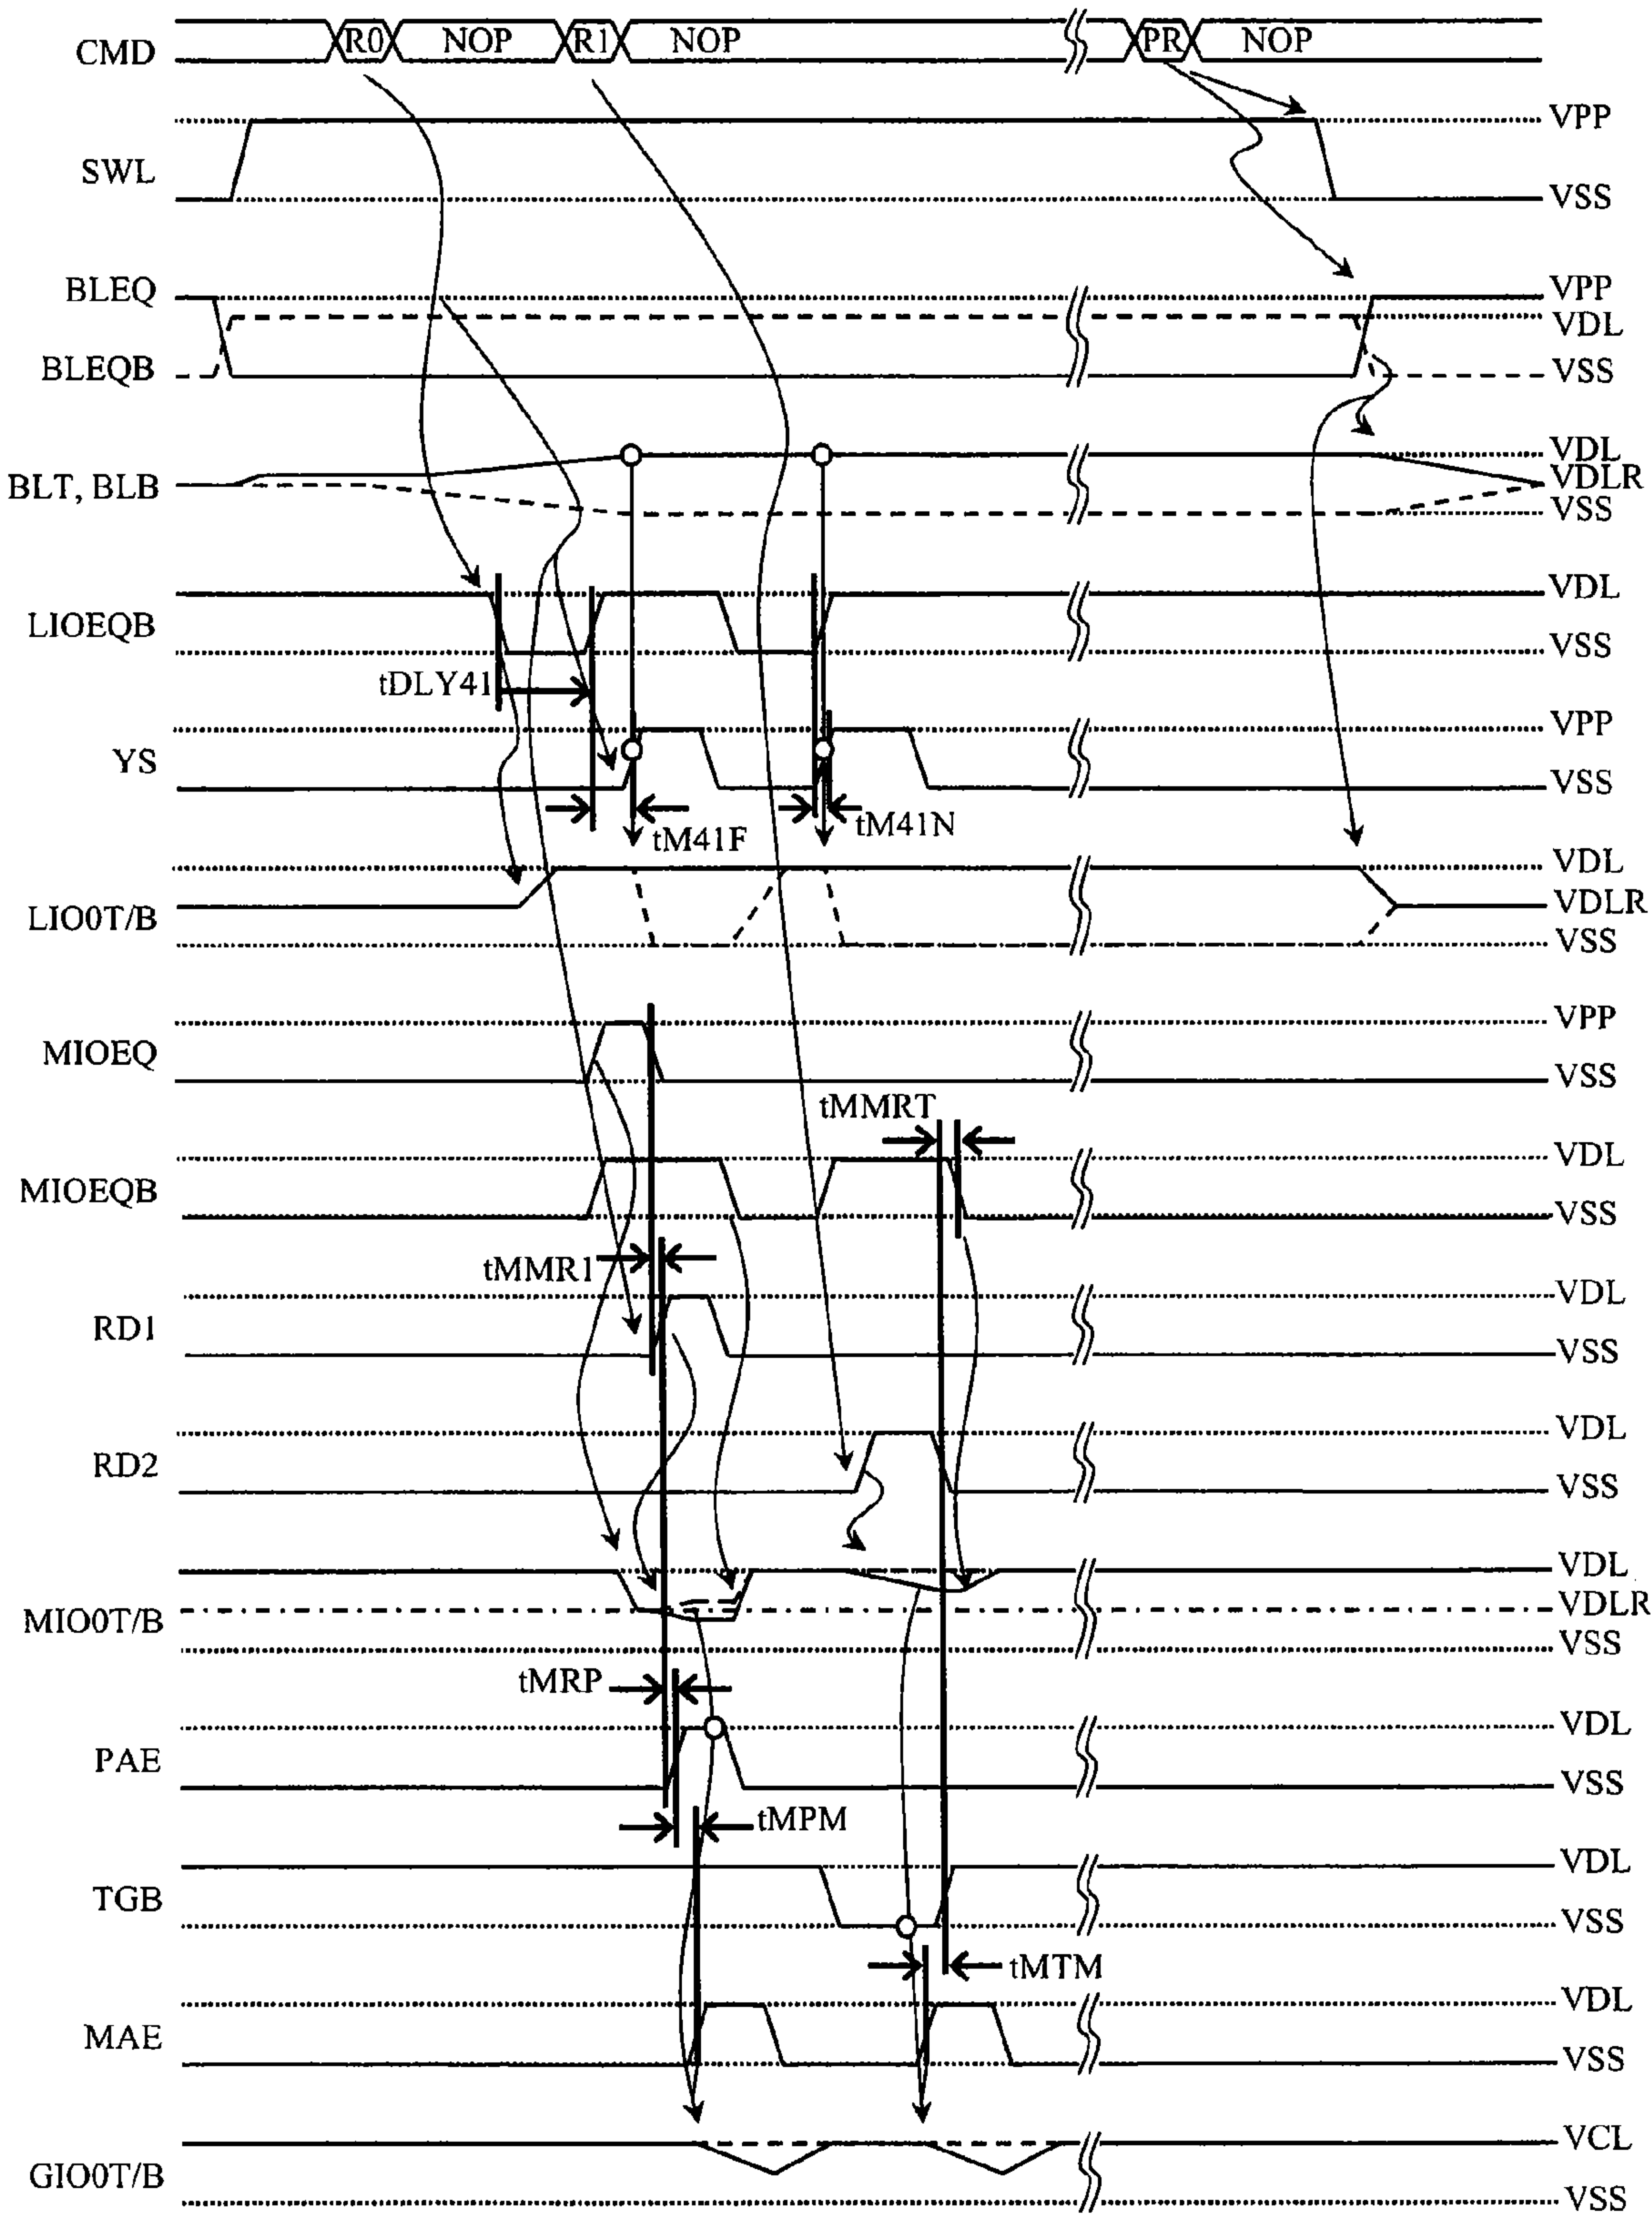 CMD R0 NOP R1 NOP PR NOP
VPP
SWL
VSS
BLEQ VPP
VDL
BLEQB VSS
VDL
BLT, BLB VDLR
VSS
VDL
LIOEQB
VSS
tDLY41
VPP
YS
VSS
tM41F tM41N
VDL
LIO0T/B VDLR
VSS
VPP
MIOEQ
VSS
tMMRT
VDL
MIOEQB
VSS
tMMR1
VDL
RD1
VSS
VDL
RD2
VSS
VDL
MIO0T/B VDLR
VSS
tMRP
VDL
PAE
VSS
tMPM
VDL
TGB
VSS
tMTM
VDL
MAE
VSS
VCL
GIO0T/B
VSS